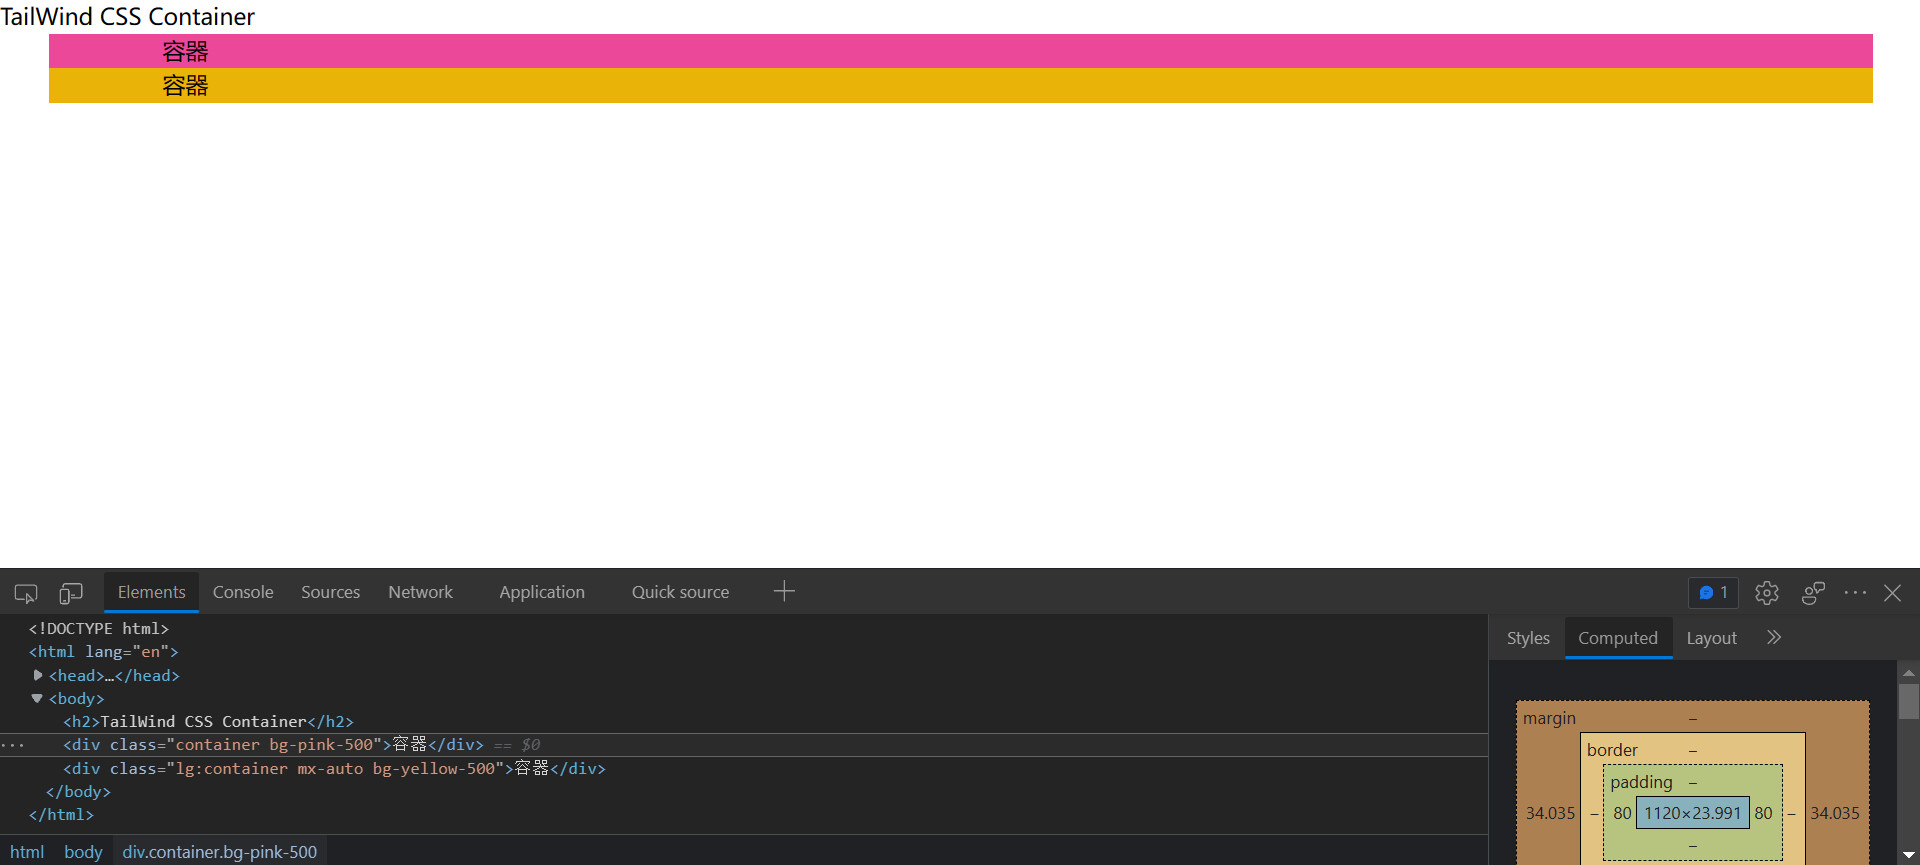 TailWind CSS Container
容器
容器
Elements Console Sources Network Application Quick source 1
<!DOCTYPE html>
<html lang="en">
<head>…</head>
<body>
<h2>TailWind CSS Container</h2>
<div class="container bg-pink-500">容器</div> == $0
<div class="lg:container mx-auto bg-yellow-500">容器</div>
</body>
</html>
html body div.container.bg-pink-500
Styles Computed Layout
margin –
border –
padding –
34.035 – 80 1120×23.991 80 – 34.035
–